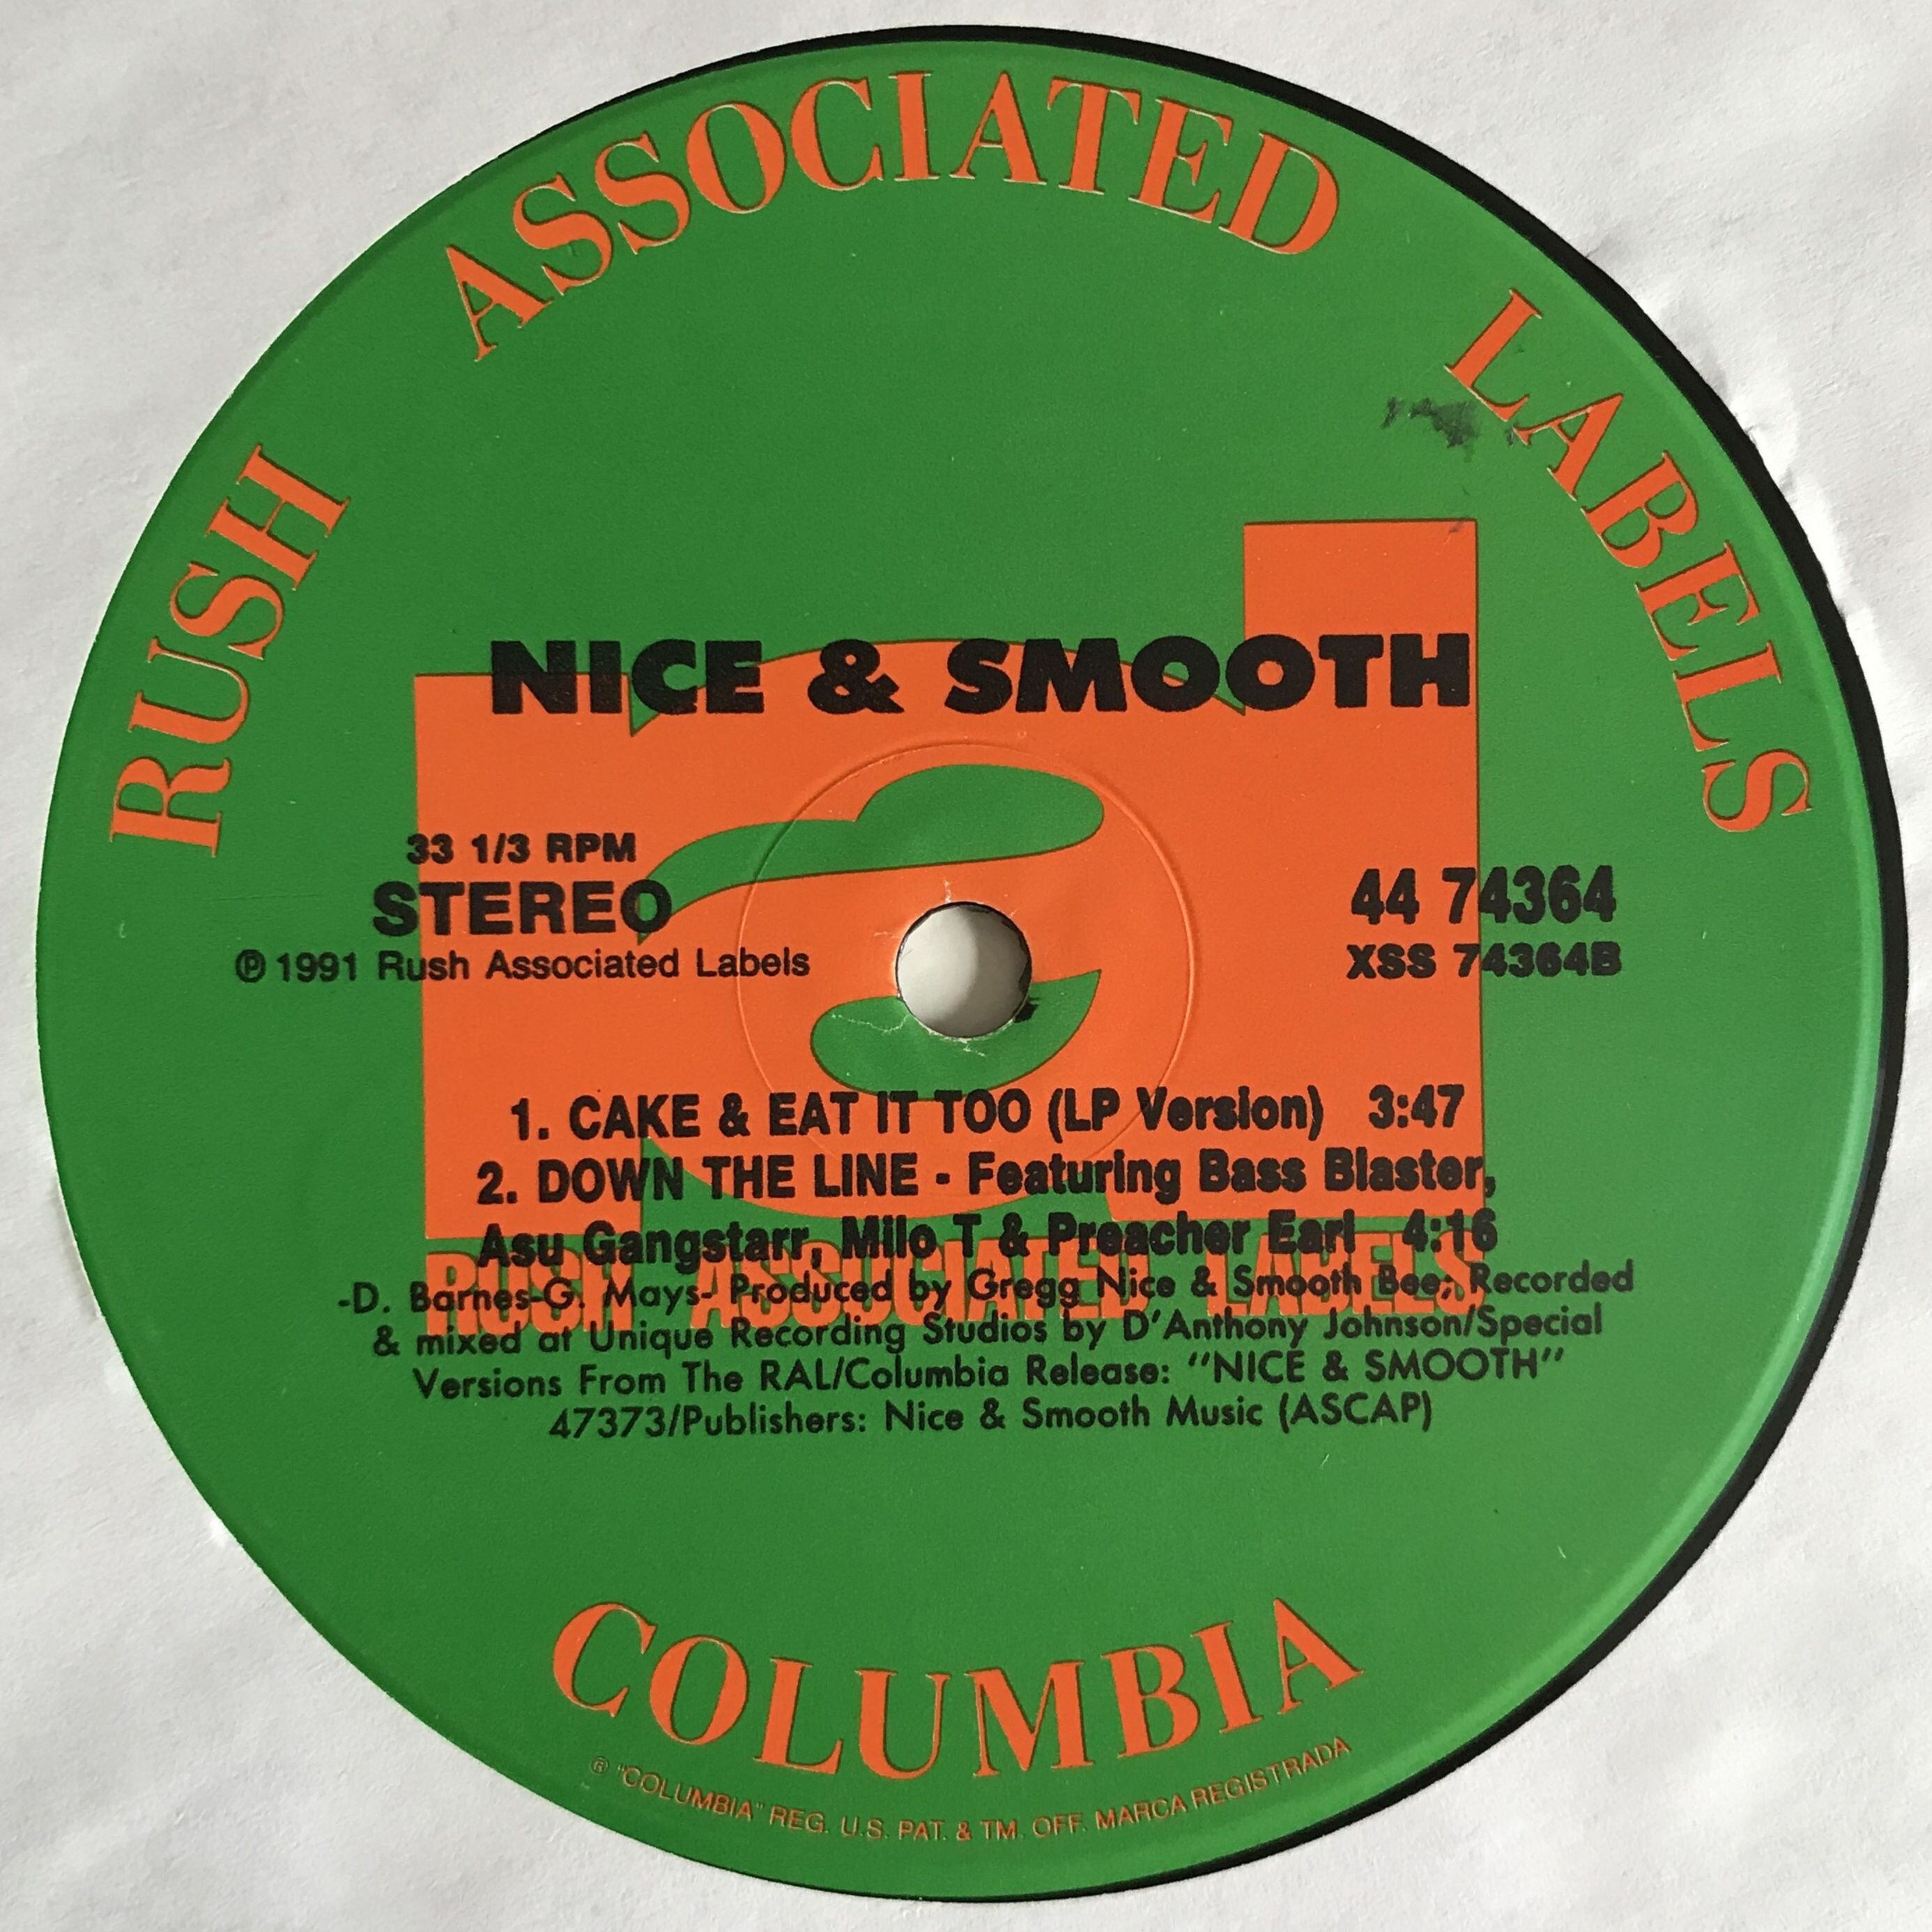 RUSH ASSOCIATED LABELS
NICE & SMOOTH
33 1/3 RPM
STEREO
℗ 1991 Rush Associated Labels
44 74364
XSS 74364B
ral
1. CAKE & EAT IT TOO (LP Version) 3:47
2. DOWN THE LINE - Featuring Bass Blaster,
Asu Gangstarr, Milo T & Preacher Earl 4:16
RUSH ASSOCIATED LABELS
-D. Barnes-G. Mays- Produced by Gregg Nice & Smooth Bee; Recorded
& mixed at Unique Recording Studios by D'Anthony Johnson/Special
Versions From The RAL/Columbia Release: "NICE & SMOOTH"
47373/Publishers: Nice & Smooth Music (ASCAP)
COLUMBIA
® "COLUMBIA" REG. U.S. PAT. & TM. OFF. MARCA REGISTRADA